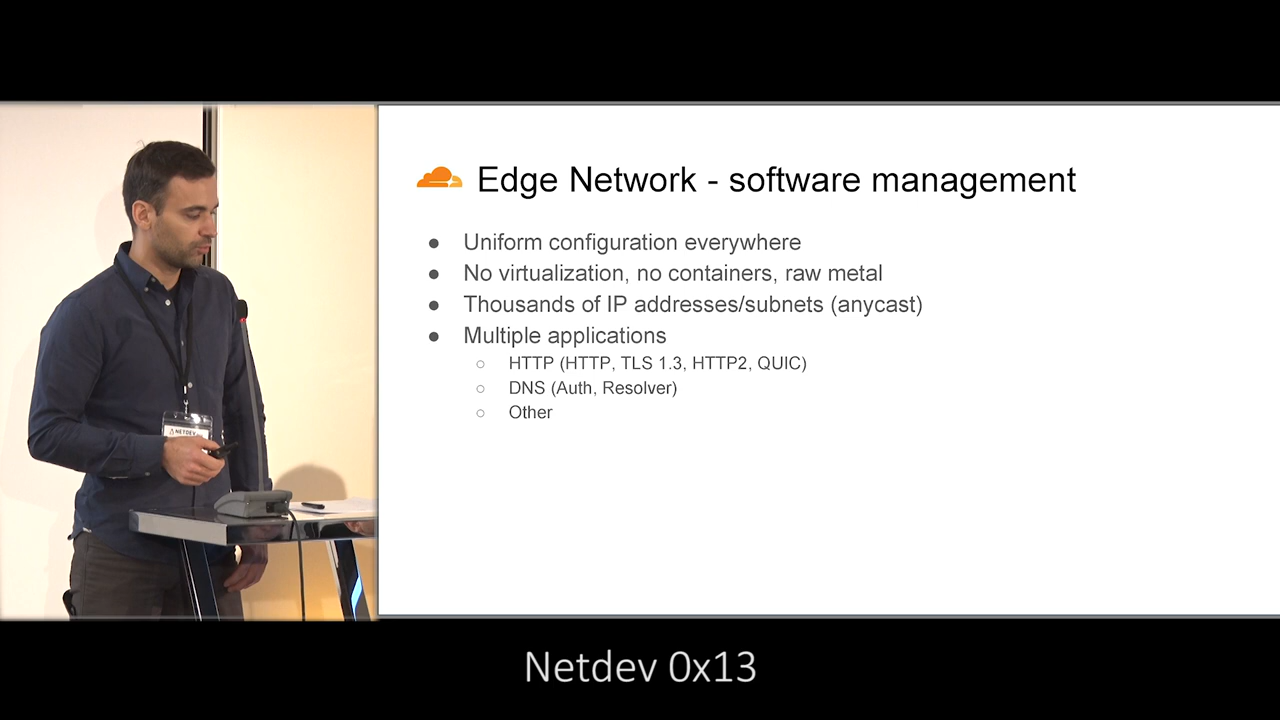 Edge Network - software management
● Uniform configuration everywhere
● No virtualization, no containers, raw metal
● Thousands of IP addresses/subnets (anycast)
● Multiple applications
○ HTTP (HTTP, TLS 1.3, HTTP2, QUIC)
○ DNS (Auth, Resolver)
○ Other
NETDEV
Netdev 0x13